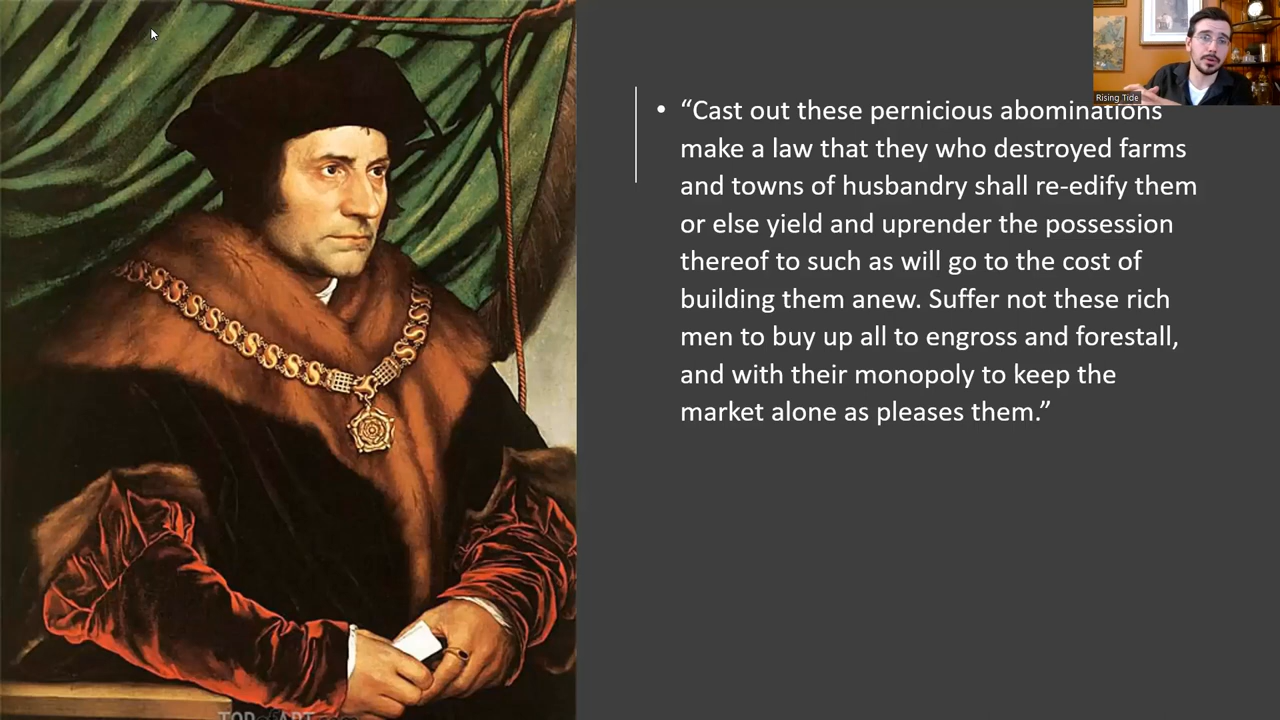 Rising Tide
• “Cast out these pernicious abominations
make a law that they who destroyed farms
and towns of husbandry shall re-edify them
or else yield and uprender the possession
thereof to such as will go to the cost of
building them anew. Suffer not these rich
men to buy up all to engross and forestall,
and with their monopoly to keep the
market alone as pleases them.”